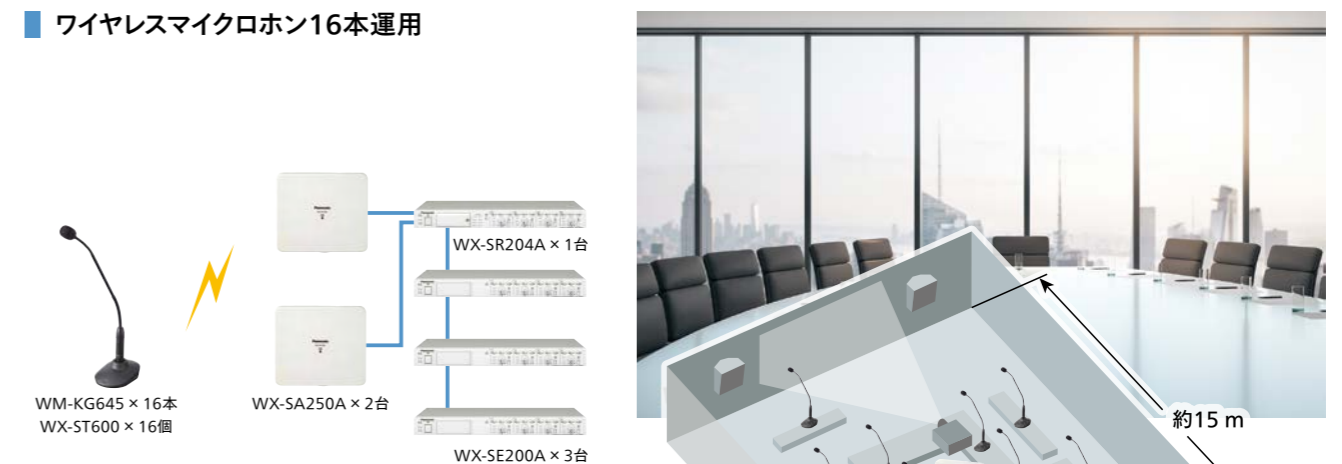 ワイヤレスマイクロホン16本運用
WX-SR204A × 1台
WM-KG645 × 16本
WX-ST600 × 16個
WX-SA250A × 2台
WX-SE200A × 3台
約15 m